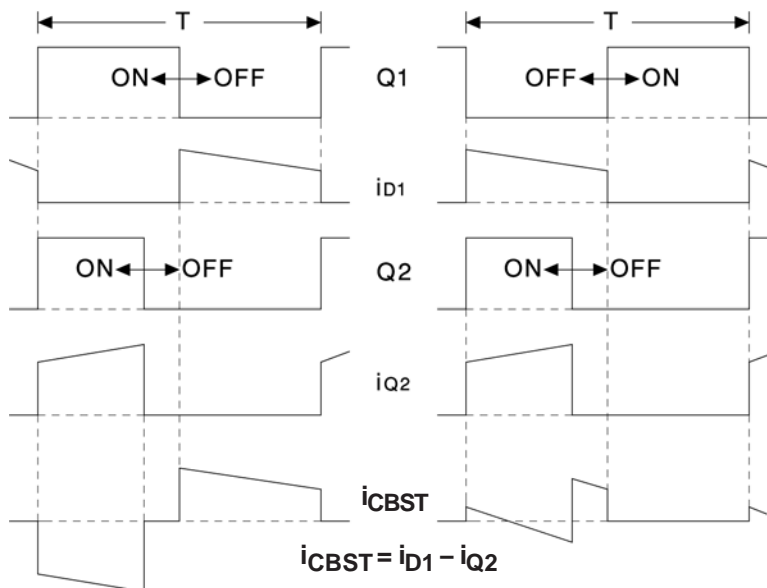 T T
ON OFF Q1 OFF ON
iD1
ON OFF Q2 ON OFF
iQ2
iCBST
iCBST = iD1 – iQ2